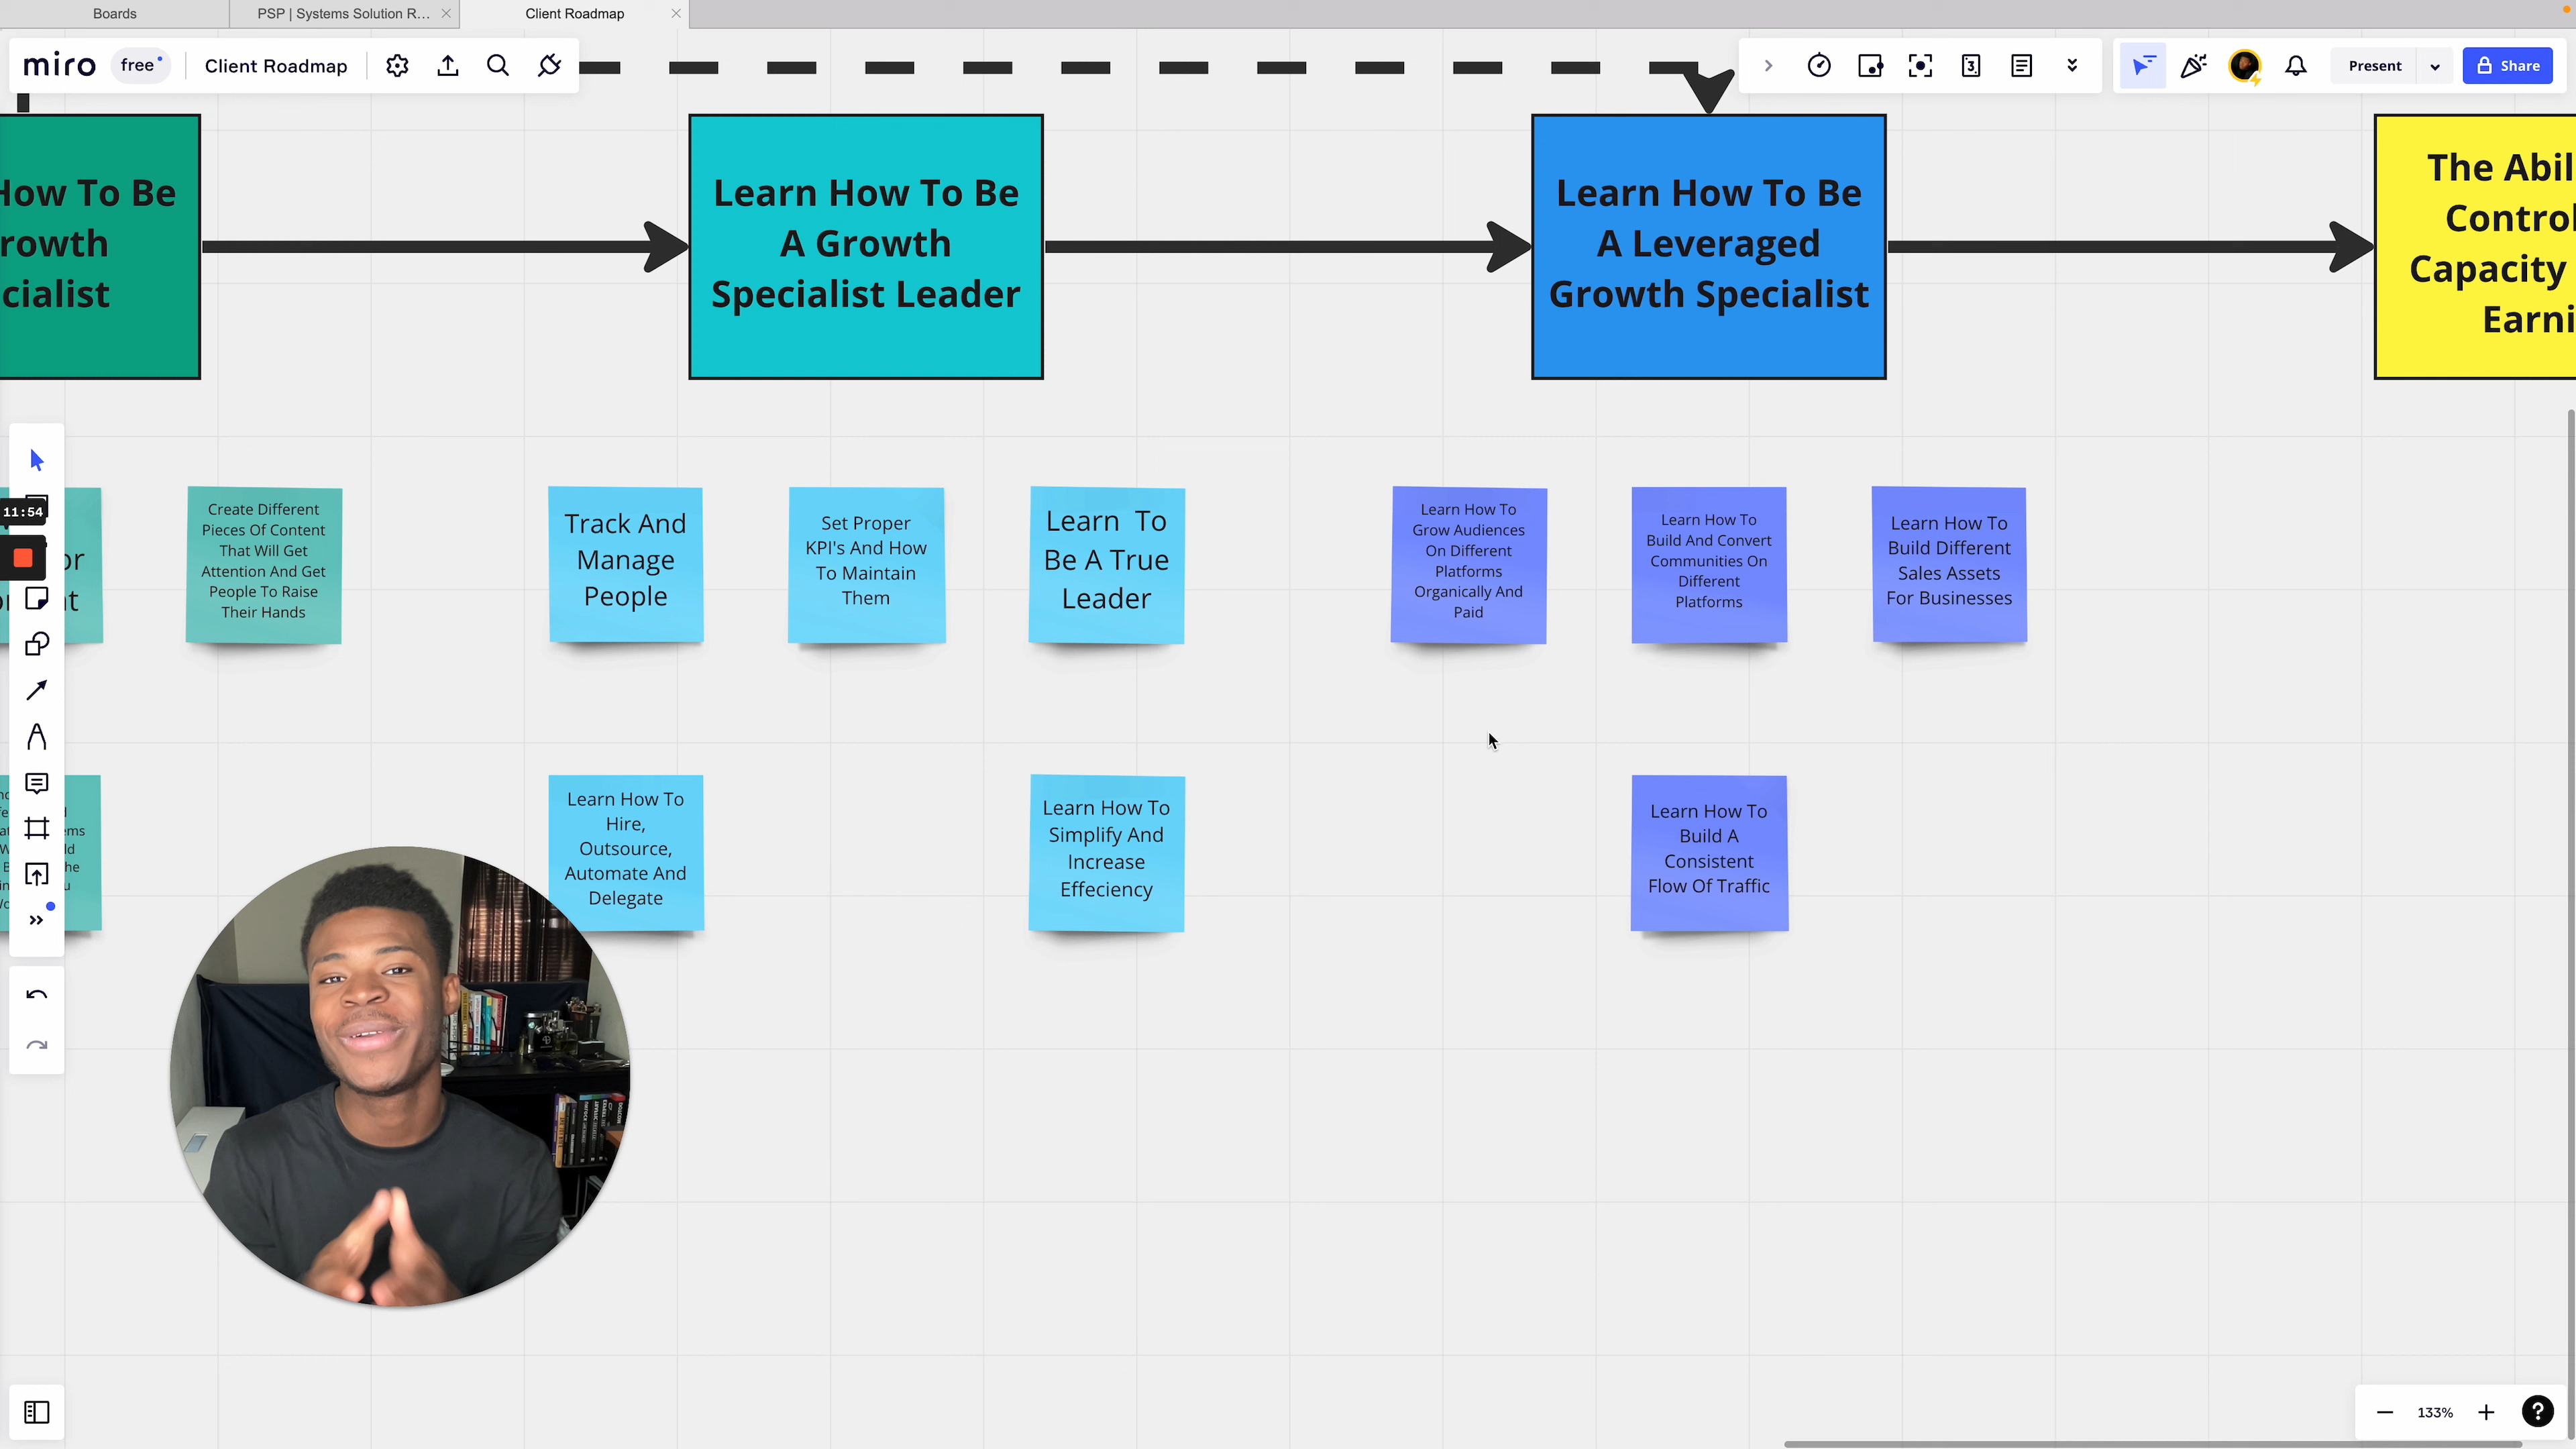 Boards
PSP | Systems Solution R...
Client Roadmap
miro
free
Client Roadmap
Present
Share
How To Be
rowth
cialist
Learn How To Be
A Growth
Specialist Leader
Learn How To Be
A Leveraged
Growth Specialist
The Abil
Control
Capacity
Earni
11:54
Create Different
Pieces Of Content
That Will Get
Attention And Get
People To Raise
Their Hands
Track And
Manage
People
Set Proper
KPI's And How
To Maintain
Them
Learn To
Be A True
Leader
Learn How To
Grow Audiences
On Different
Platforms
Organically And
Paid
Learn How To
Build And Convert
Communities On
Different
Platforms
Learn How To
Build Different
Sales Assets
For Businesses
Learn How To
Hire,
Outsource,
Automate And
Delegate
Learn How To
Simplify And
Increase
Effeciency
Learn How To
Build A
Consistent
Flow Of Traffic
133%